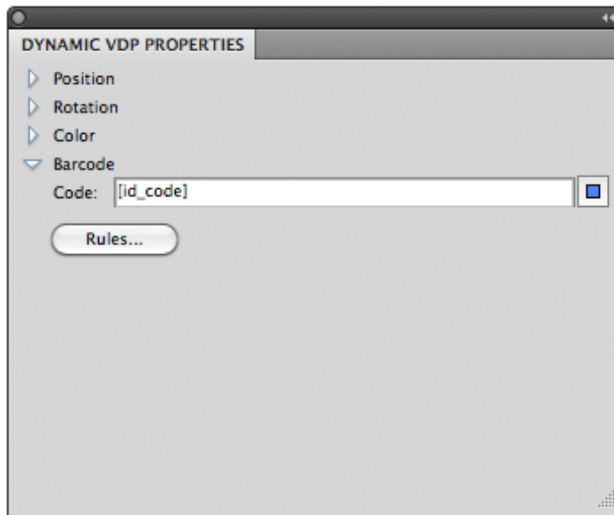 DYNAMIC VDP PROPERTIES
Position
Rotation
Color
Barcode
Code: [id_code]
Rules...